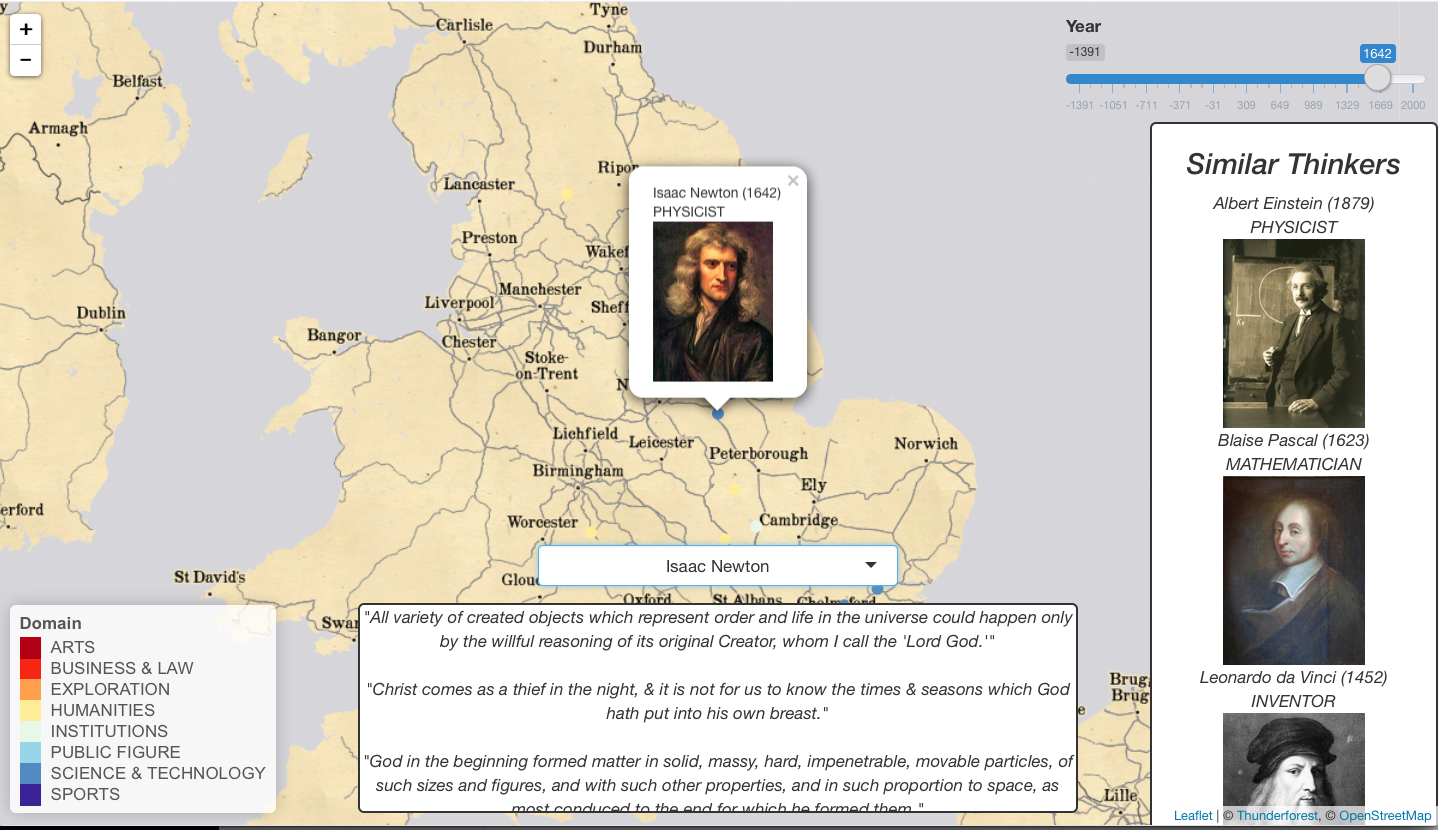 +
−
Carlisle
Tyne
Durham
Belfast
Armagh
Lancaster
Ripon
Preston
Wakef
Manchester
Liverpool
Sheff
Dublin
Bangor
Chester
Stoke-
on-Trent
N
Lichfield
Leicester
Peterborough
Norwich
Birmingham
Ely
erford
Worcester
Cambridge
St David's
Glou
Oxford
St Albans
Chelmsford
Swan
Brugg
Brug
e
Lille
Year
-1391
1642
-1391 -1051 -711 -371 -31 309 649 989 1329 1669 2000
Isaac Newton (1642)
PHYSICIST
×
Isaac Newton
"All variety of created objects which represent order and life in the universe could happen only
by the willful reasoning of its original Creator, whom I call the 'Lord God.'"
"Christ comes as a thief in the night, & it is not for us to know the times & seasons which God
hath put into his own breast."
"God in the beginning formed matter in solid, massy, hard, impenetrable, movable particles, of
such sizes and figures, and with such other properties, and in such proportion to space, as
most conduced to the end for which he formed them."
Domain
ARTS
BUSINESS & LAW
EXPLORATION
HUMANITIES
INSTITUTIONS
PUBLIC FIGURE
SCIENCE & TECHNOLOGY
SPORTS
Similar Thinkers
Albert Einstein (1879)
PHYSICIST
Blaise Pascal (1623)
MATHEMATICIAN
Leonardo da Vinci (1452)
INVENTOR
Leaflet | © Thunderforest, © OpenStreetMap